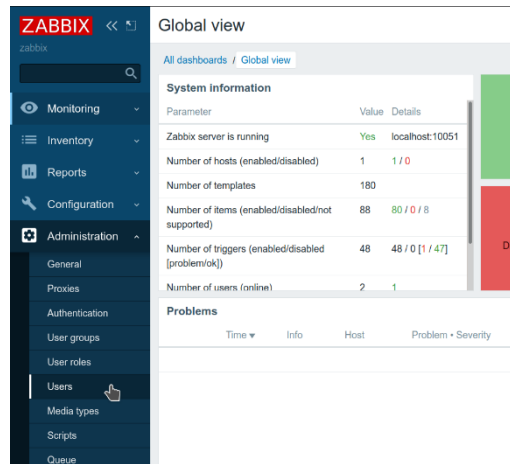 ZABBIX
zabbix
Monitoring
Inventory
Reports
Configuration
Administration
General
Proxies
Authentication
User groups
User roles
Users
Media types
Scripts
Queue
Global view
All dashboards / Global view
System information
Parameter Value Details
Zabbix server is running Yes localhost:10051
Number of hosts (enabled/disabled) 1 1 / 0
Number of templates 180
Number of items (enabled/disabled/not supported) 88 80 / 0 / 8
Number of triggers (enabled/disabled [problem/ok]) 48 48 / 0 [1 / 47]
Number of users (online) 2 1
D
Problems
Time Info Host Problem • Severity